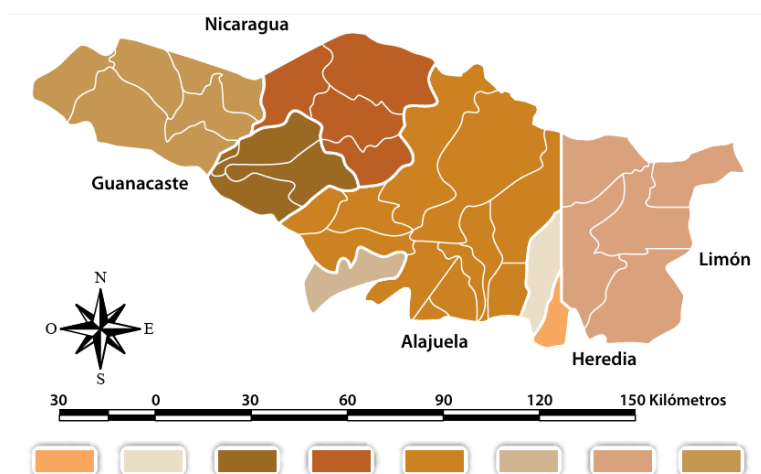 Nicaragua
Guanacaste
Limón
N
O
E
S
Alajuela
Heredia
30 0 30 60 90 120 150 Kilómetros